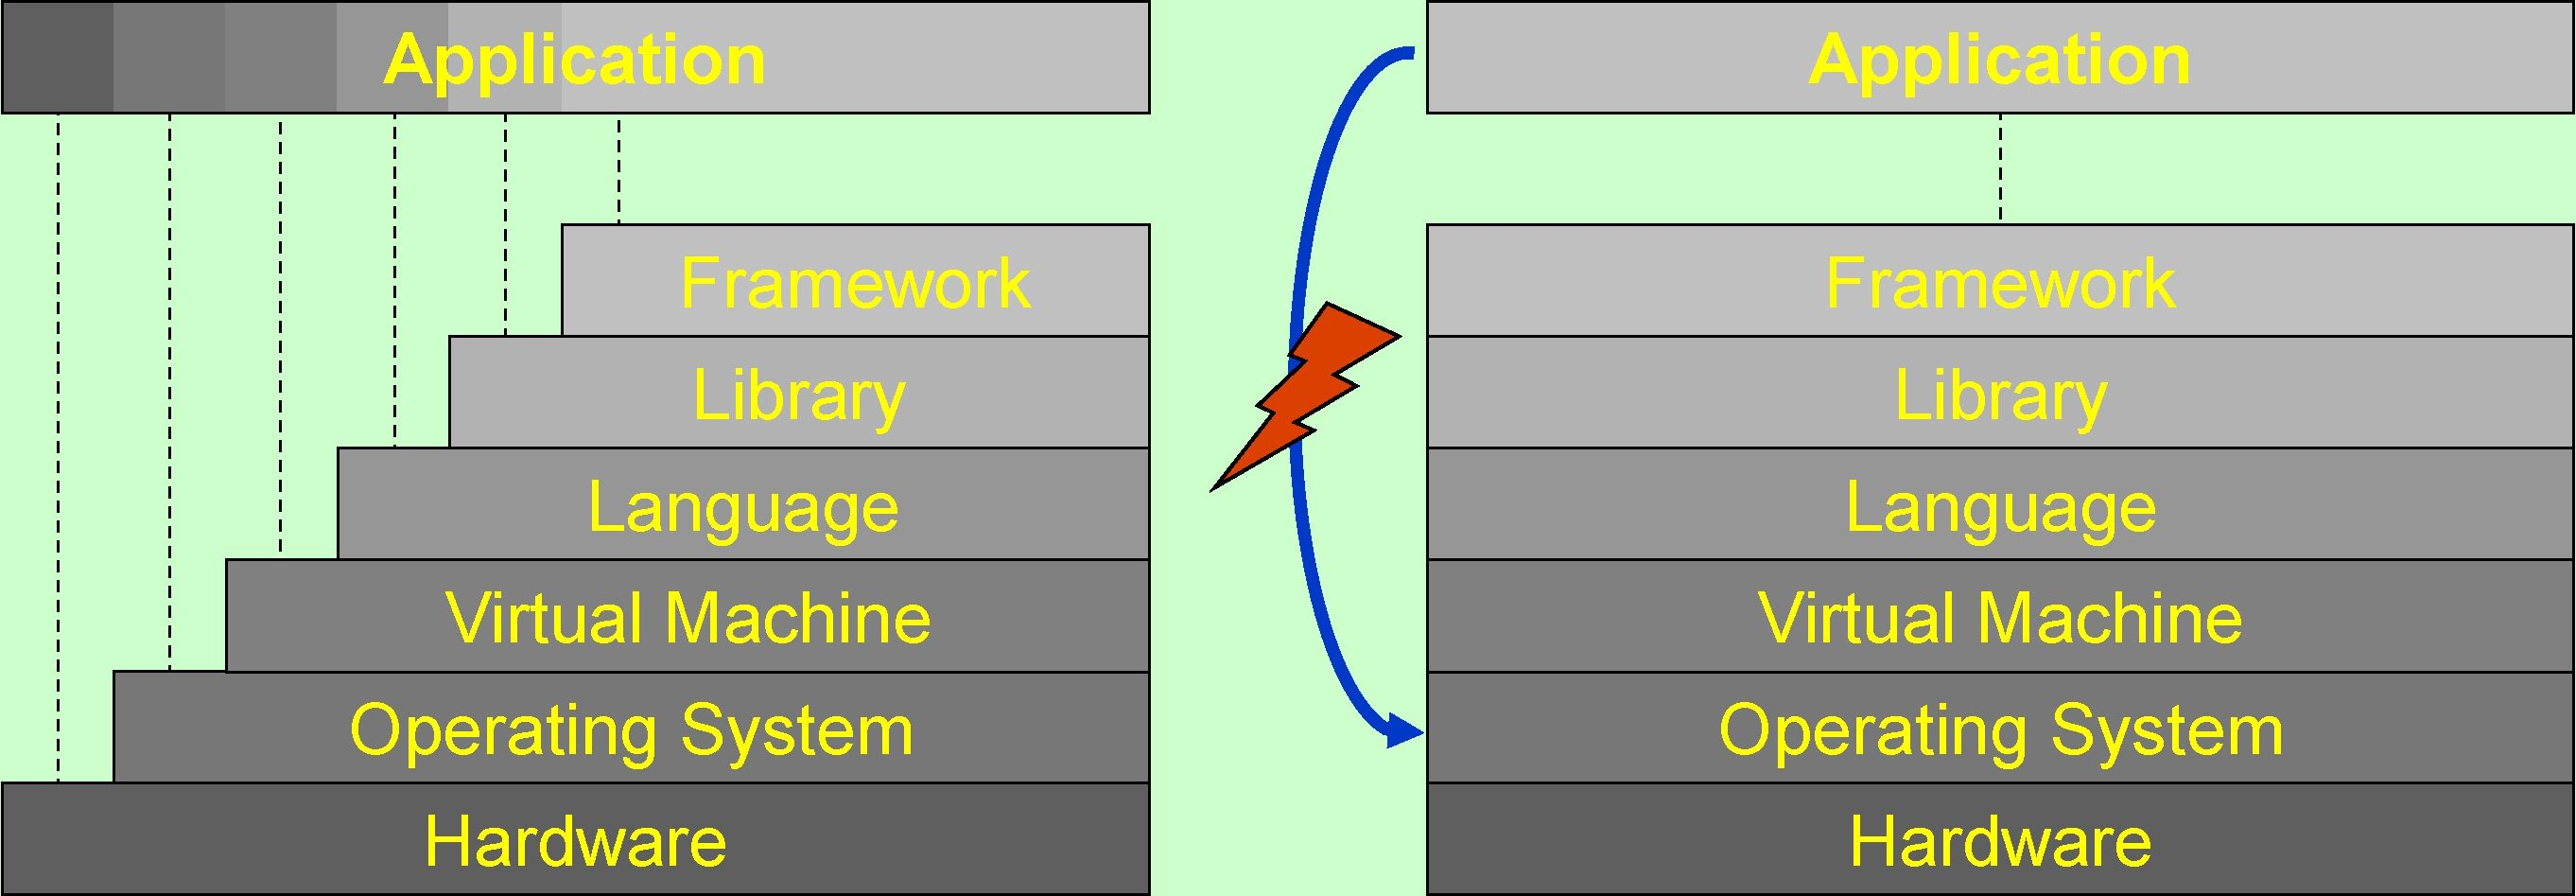 Application
Framework
Library
Language
Virtual Machine
Operating System
Hardware
Application
Framework
Library
Language
Virtual Machine
Operating System
Hardware